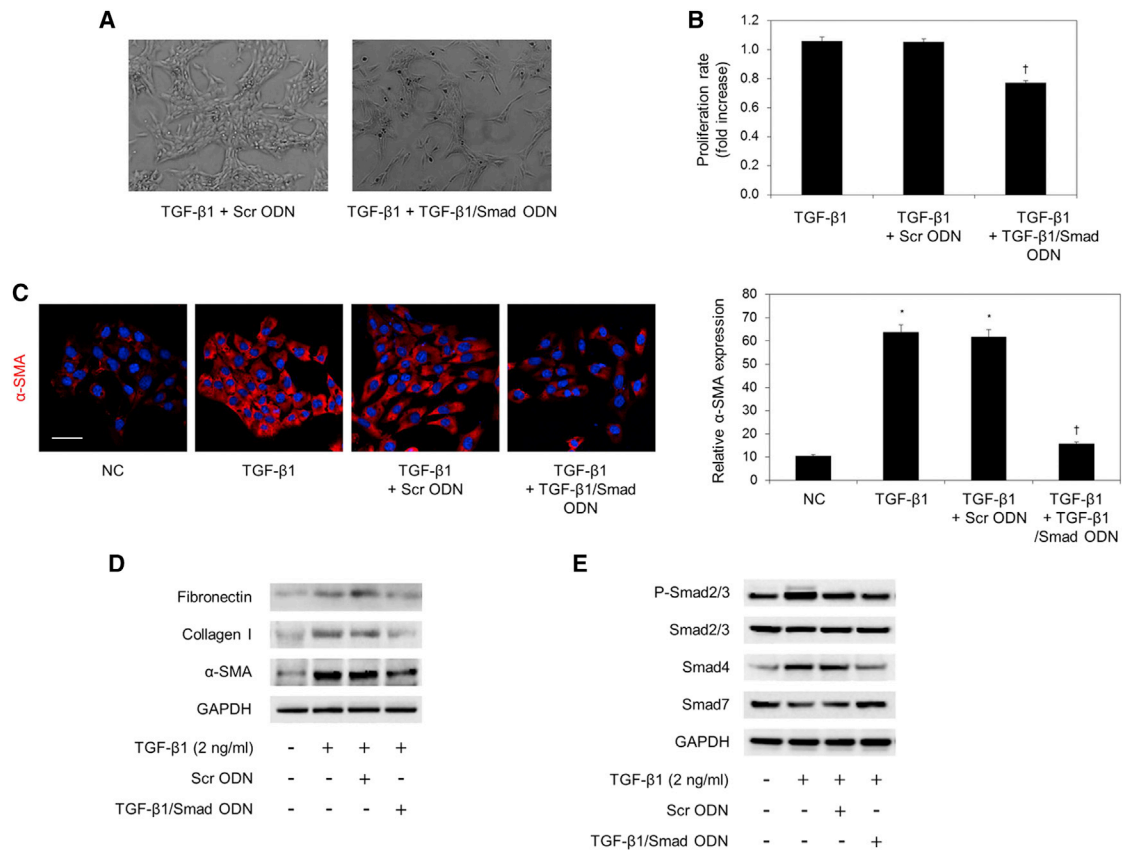 A
TGF-β1 + Scr ODN
TGF-β1 + TGF-β1/Smad ODN
B
Proliferation rate
(fold increase)
1.2
1.0
0.8
0.6
0.4
0.2
0.0
†
TGF-β1
TGF-β1
+ Scr ODN
TGF-β1
+ TGF-β1/Smad
ODN
C
α-SMA
NC
TGF-β1
TGF-β1
+ Scr ODN
TGF-β1
+ TGF-β1/Smad
ODN
Relative α-SMA expression
80
70
60
50
40
30
20
10
0
*
*
†
NC
TGF-β1
TGF-β1
+ Scr ODN
TGF-β1
+ TGF-β1
/Smad ODN
D
Fibronectin
Collagen I
α-SMA
GAPDH
TGF-β1 (2 ng/ml) - + + +
Scr ODN - - + -
TGF-β1/Smad ODN - - - +
E
P-Smad2/3
Smad2/3
Smad4
Smad7
GAPDH
TGF-β1 (2 ng/ml) - + + +
Scr ODN - - + -
TGF-β1/Smad ODN - - - +